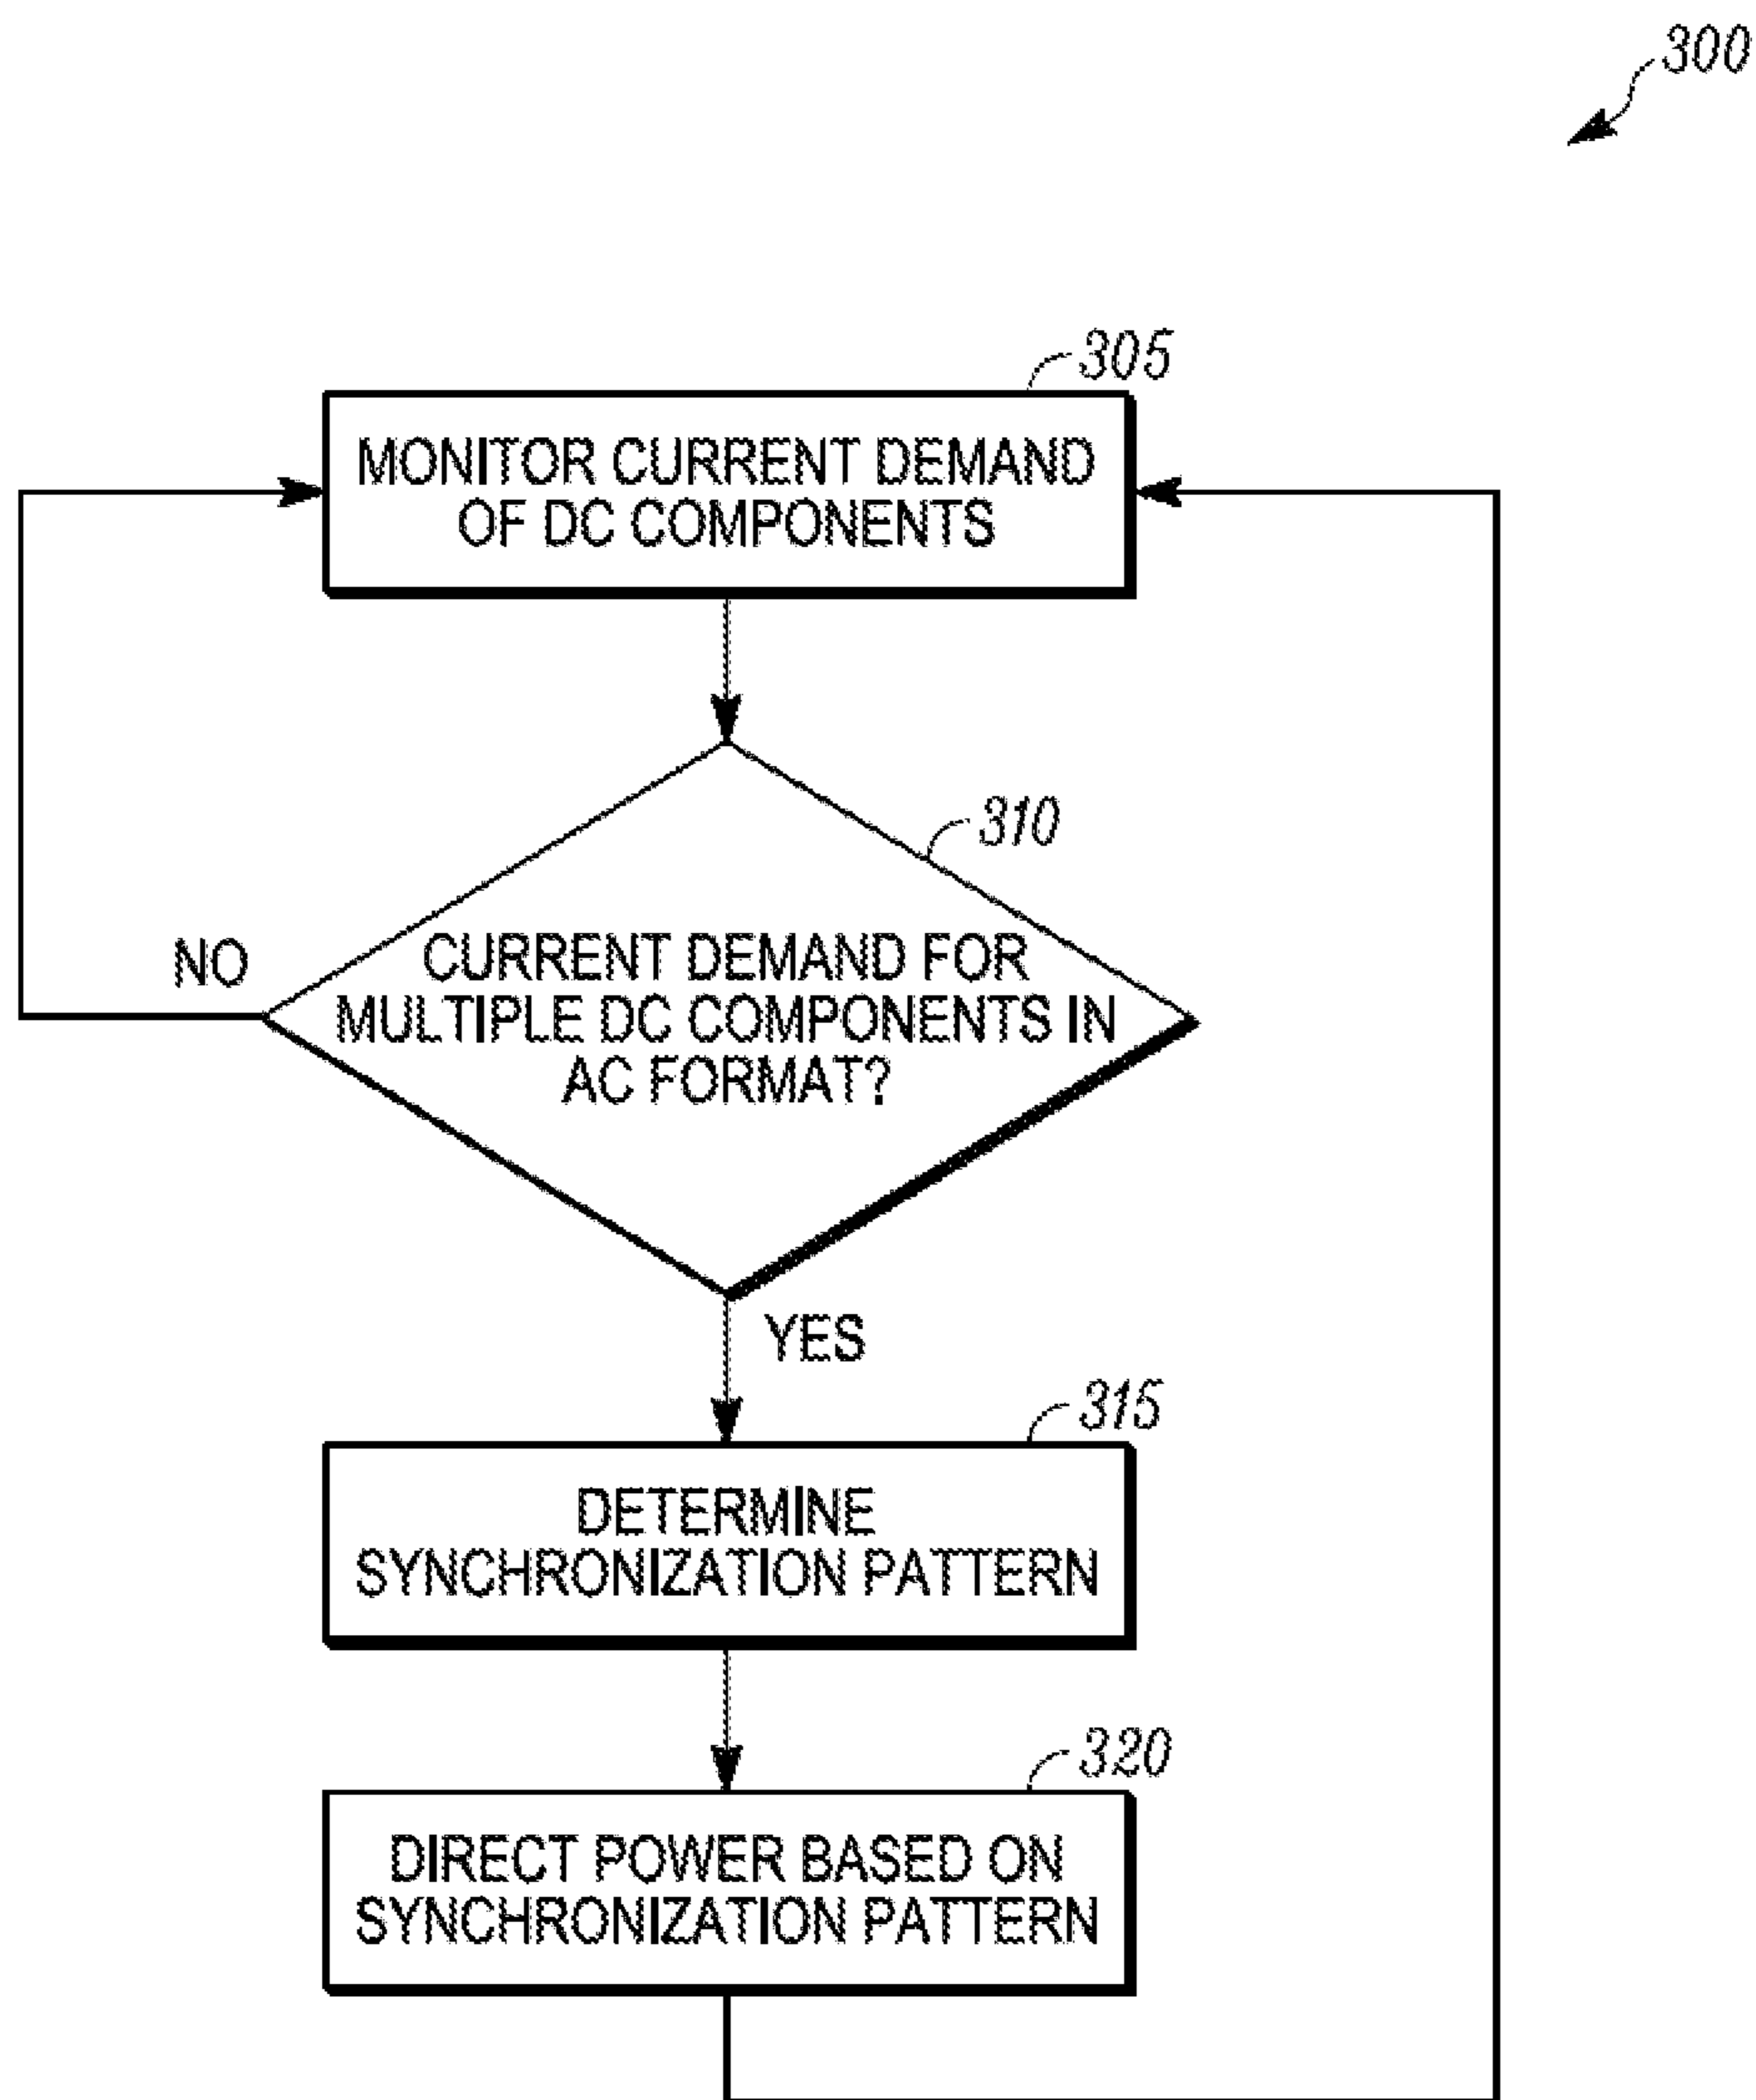 300
305
MONITOR CURRENT DEMAND
OF DC COMPONENTS
310
NO
CURRENT DEMAND FOR
MULTIPLE DC COMPONENTS IN
AC FORMAT?
YES
315
DETERMINE
SYNCHRONIZATION PATTERN
320
DIRECT POWER BASED ON
SYNCHRONIZATION PATTERN